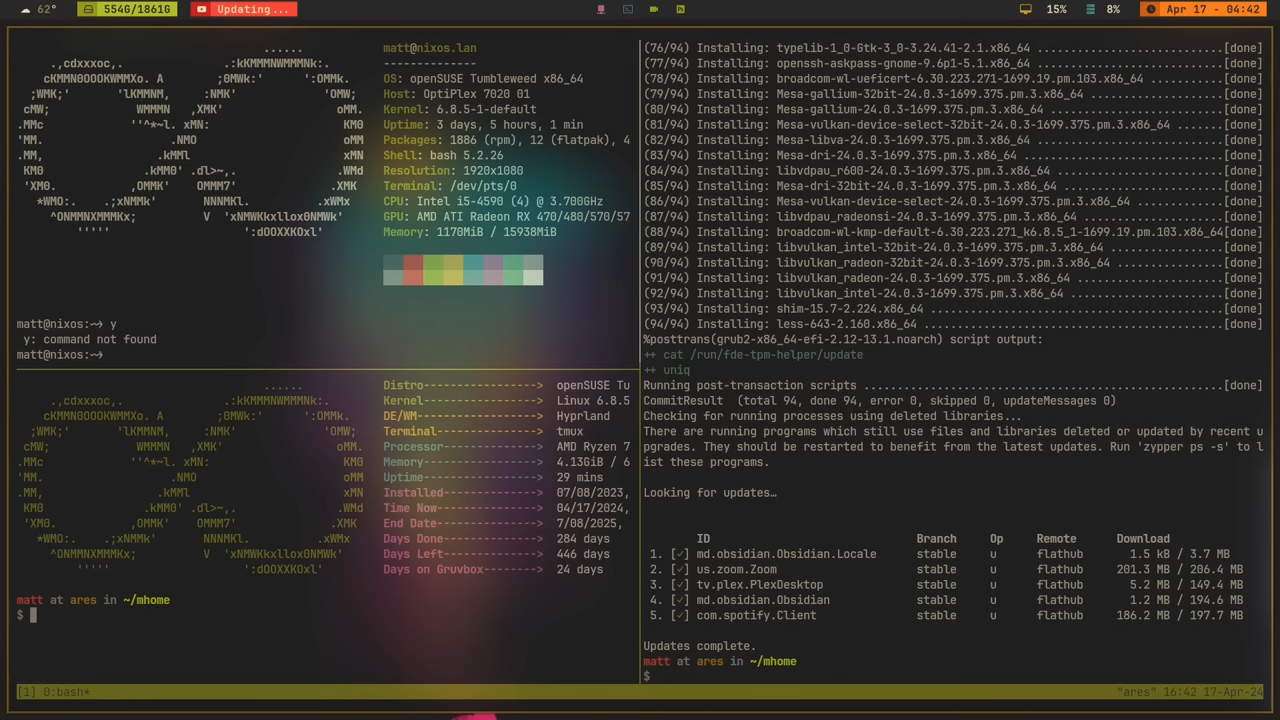 62° 554G/1861G Updating... 15% 8% Apr 17 - 04:42
matt@nixos.lan
--------------
OS: openSUSE Tumbleweed x86_64
Host: OptiPlex 7020 01
Kernel: 6.8.5-1-default
Uptime: 3 days, 5 hours, 1 min
Packages: 1886 (rpm), 12 (flatpak), 4
Shell: bash 5.2.26
Resolution: 1920x1080
Terminal: /dev/pts/0
CPU: Intel i5-4590 (4) @ 3.700GHz
GPU: AMD ATI Radeon RX 470/480/570/57
Memory: 1170MiB / 15938MiB
matt@nixos:~> y
y: command not found
matt@nixos:~>
Distro----------------> openSUSE Tu
Kernel----------------> Linux 6.8.5
DE/WM-----------------> Hyprland
Terminal--------------> tmux
Processor-------------> AMD Ryzen 7
Memory----------------> 4.13GiB / 6
Uptime----------------> 29 mins
Installed-------------> 07/08/2023,
Time Now--------------> 04/17/2024,
End Date--------------> 7/08/2025,
Days Done-------------> 284 days
Days Left-------------> 446 days
Days on Gruvbox-------> 24 days
matt at ares in ~/mhome
$
(76/94) Installing: typelib-1_0-Gtk-3_0-3.24.41-2.1.x86_64 ............................[done]
(77/94) Installing: openssh-askpass-gnome-9.6p1-5.1.x86_64 ............................[done]
(78/94) Installing: broadcom-wl-ueficert-6.30.223.271-1699.19.pm.103.x86_64 ...........[done]
(79/94) Installing: Mesa-gallium-32bit-24.0.3-1699.375.pm.3.x86_64 ....................[done]
(80/94) Installing: Mesa-gallium-24.0.3-1699.375.pm.3.x86_64 ..........................[done]
(81/94) Installing: Mesa-vulkan-device-select-32bit-24.0.3-1699.375.pm.3.x86_64 .......[done]
(82/94) Installing: Mesa-libva-24.0.3-1699.375.pm.3.x86_64 ............................[done]
(83/94) Installing: Mesa-dri-24.0.3-1699.375.pm.3.x86_64 ..............................[done]
(84/94) Installing: libvdpau_r600-24.0.3-1699.375.pm.3.x86_64 .........................[done]
(85/94) Installing: Mesa-dri-32bit-24.0.3-1699.375.pm.3.x86_64 ........................[done]
(86/94) Installing: Mesa-vulkan-device-select-24.0.3-1699.375.pm.3.x86_64 .............[done]
(87/94) Installing: libvdpau_radeonsi-24.0.3-1699.375.pm.3.x86_64 .....................[done]
(88/94) Installing: broadcom-wl-kmp-default-6.30.223.271_k6.8.5_1-1699.19.pm.103.x86_64[done]
(89/94) Installing: libvulkan_intel-32bit-24.0.3-1699.375.pm.3.x86_64 .................[done]
(90/94) Installing: libvulkan_radeon-32bit-24.0.3-1699.375.pm.3.x86_64 ................[done]
(91/94) Installing: libvulkan_radeon-24.0.3-1699.375.pm.3.x86_64 ......................[done]
(92/94) Installing: libvulkan_intel-24.0.3-1699.375.pm.3.x86_64 .......................[done]
(93/94) Installing: shim-15.7-2.224.x86_64 ............................................[done]
(94/94) Installing: less-643-2.160.x86_64 .............................................[done]
%posttrans(grub2-x86_64-efi-2.12-13.1.noarch) script output:
++ cat /run/fde-tpm-helper/update
++ uniq
Running post-transaction scripts ......................................................[done]
CommitResult  (total 94, done 94, error 0, skipped 0, updateMessages 0)
Checking for running processes using deleted libraries...
There are running programs which still use files and libraries deleted or updated by recent u
pgrades. They should be restarted to benefit from the latest updates. Run 'zypper ps -s' to l
ist these programs.
Looking for updates…
ID Branch Op Remote Download
1. [✓] md.obsidian.Obsidian.Locale stable u flathub 1.5 kB / 3.7 MB
2. [✓] us.zoom.Zoom stable u flathub 201.3 MB / 206.4 MB
3. [✓] tv.plex.PlexDesktop stable u flathub 5.2 MB / 149.4 MB
4. [✓] md.obsidian.Obsidian stable u flathub 1.2 MB / 194.6 MB
5. [✓] com.spotify.Client stable u flathub 186.2 MB / 197.7 MB
Updates complete.
matt at ares in ~/mhome
$
[1] 0:bash* "ares" 16:42 17-Apr-24